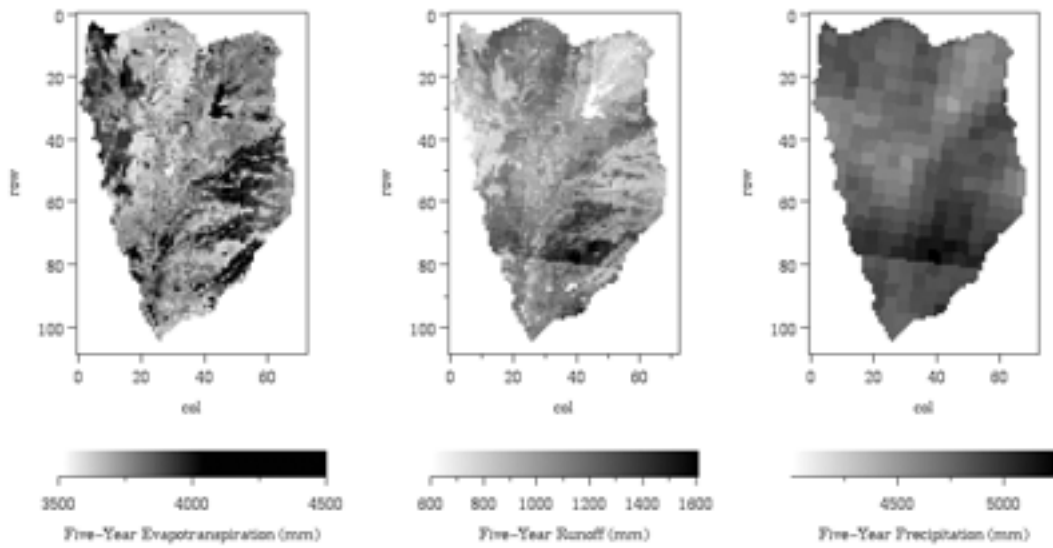 0
20
40
60
80
100
row
0 20 40 60
col
3500 4000 4500
Five-Year Evapotranspiration (mm)
0
20
40
60
80
100
row
0 20 40 60
col
600 800 1000 1200 1400 1600
Five-Year Runoff (mm)
0
20
40
60
80
100
row
0 20 40 60
col
4500 5000
Five-Year Precipitation (mm)